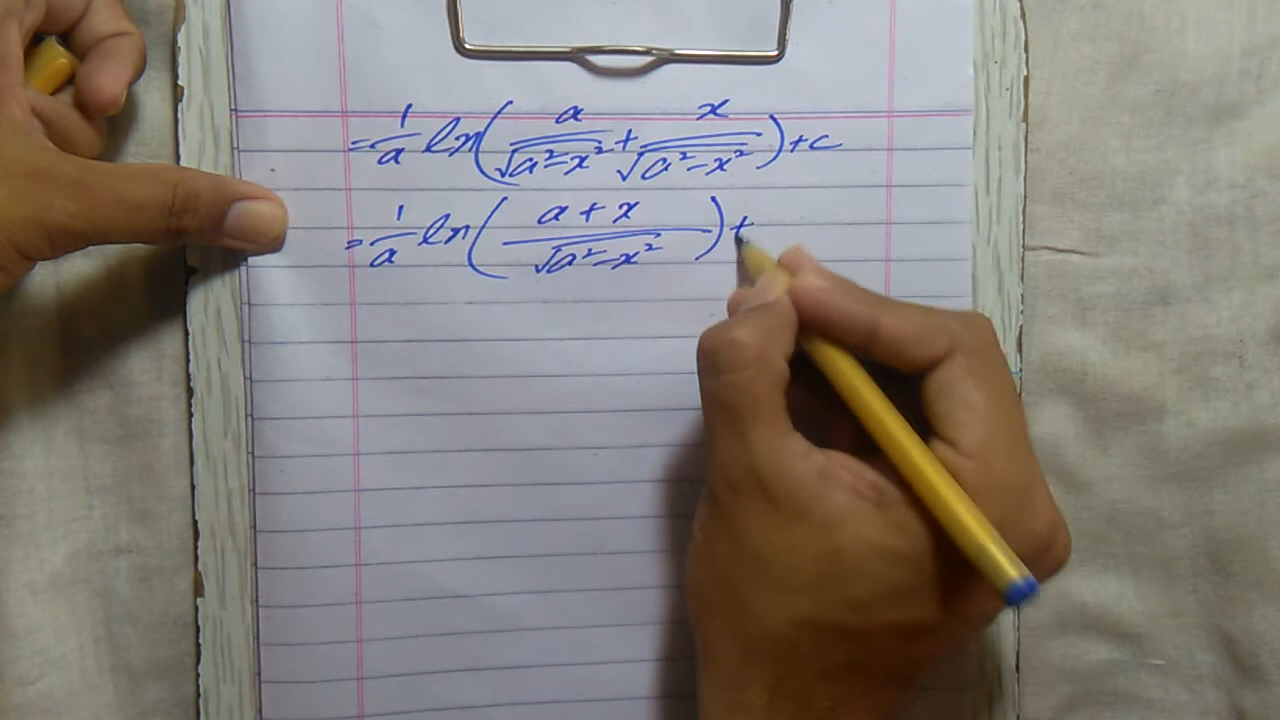 = 1/a ln( a/√(a²-x²) + x/√(a²-x²) ) + c
= 1/a ln( (a+x)/√(a²-x²) ) +